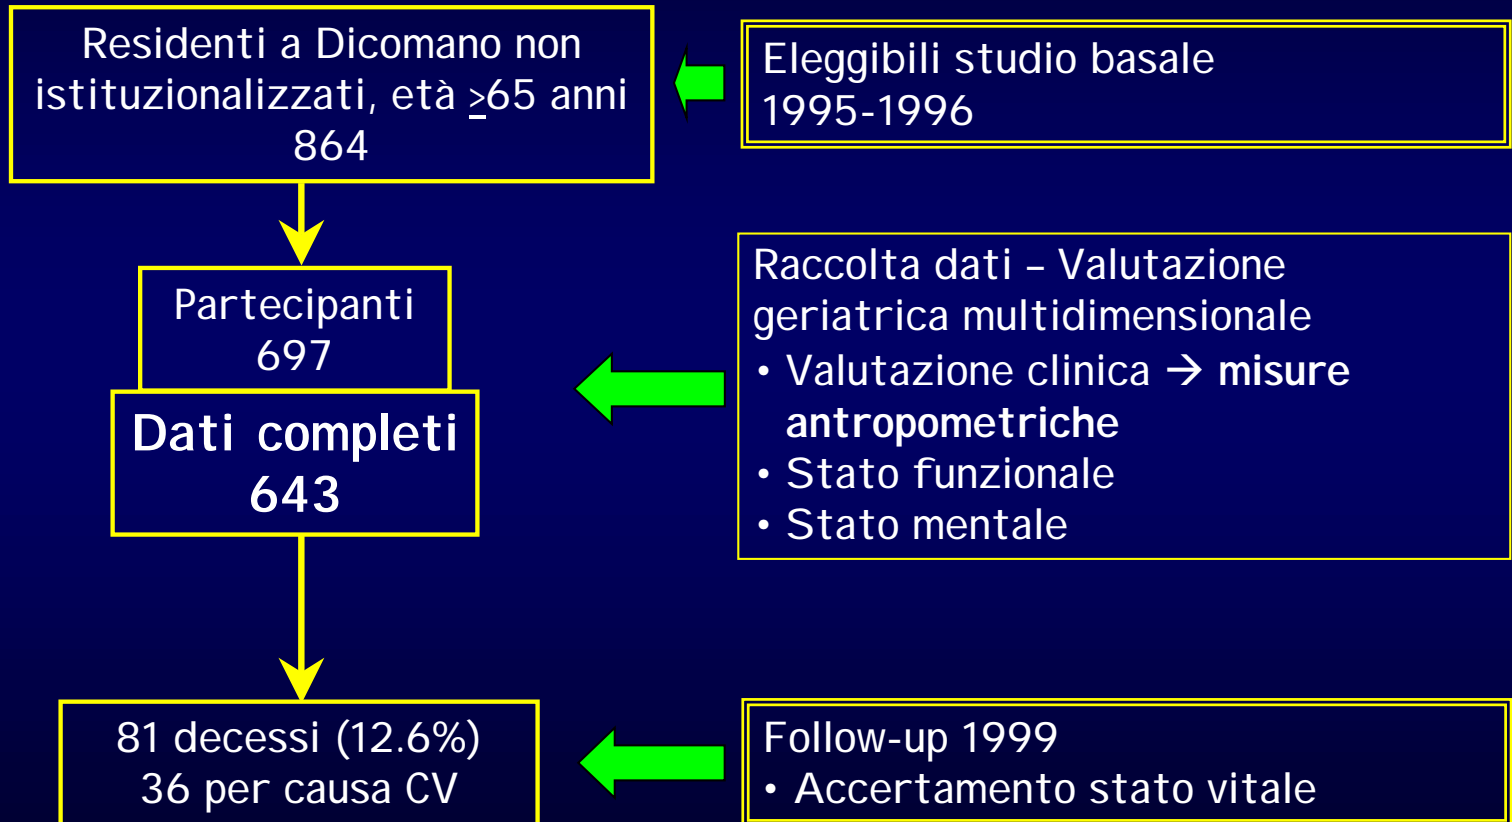 Residenti a Dicomano non
istituzionalizzati, età ≥65 anni
864
Eleggibili studio basale
1995-1996
Partecipanti
697
Dati completi
643
Raccolta dati – Valutazione
geriatrica multidimensionale
• Valutazione clinica → misure
antropometriche
• Stato funzionale
• Stato mentale
81 decessi (12.6%)
36 per causa CV
Follow-up 1999
• Accertamento stato vitale